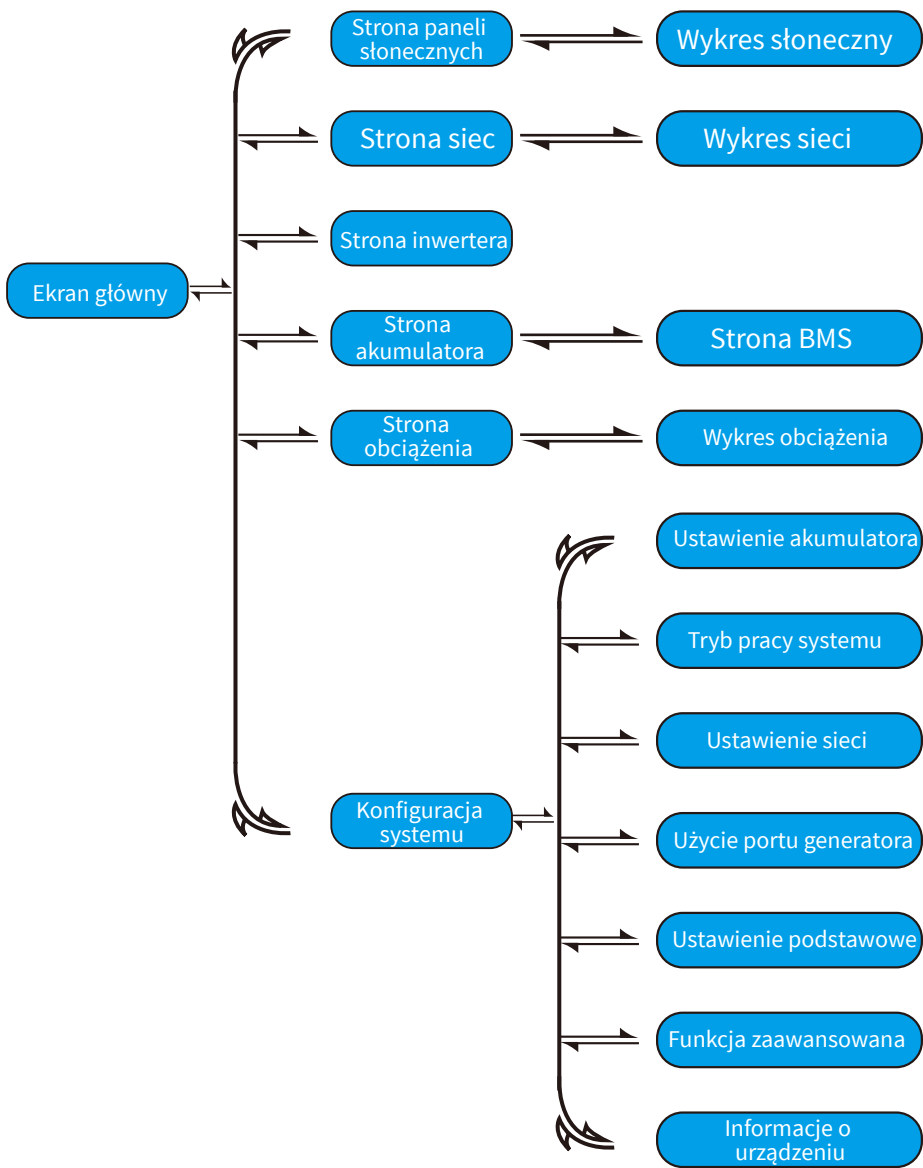 Strona paneli
słonecznych
Wykres słoneczny
Strona siec
Wykres sieci
Strona inwertera
Ekran główny
Strona
akumulatora
Strona BMS
Strona
obciążenia
Wykres obciążenia
Ustawienie akumulatora
Tryb pracy systemu
Ustawienie sieci
Konfiguracja
systemu
Użycie portu generatora
Ustawienie podstawowe
Funkcja zaawansowana
Informacje o
urządzeniu